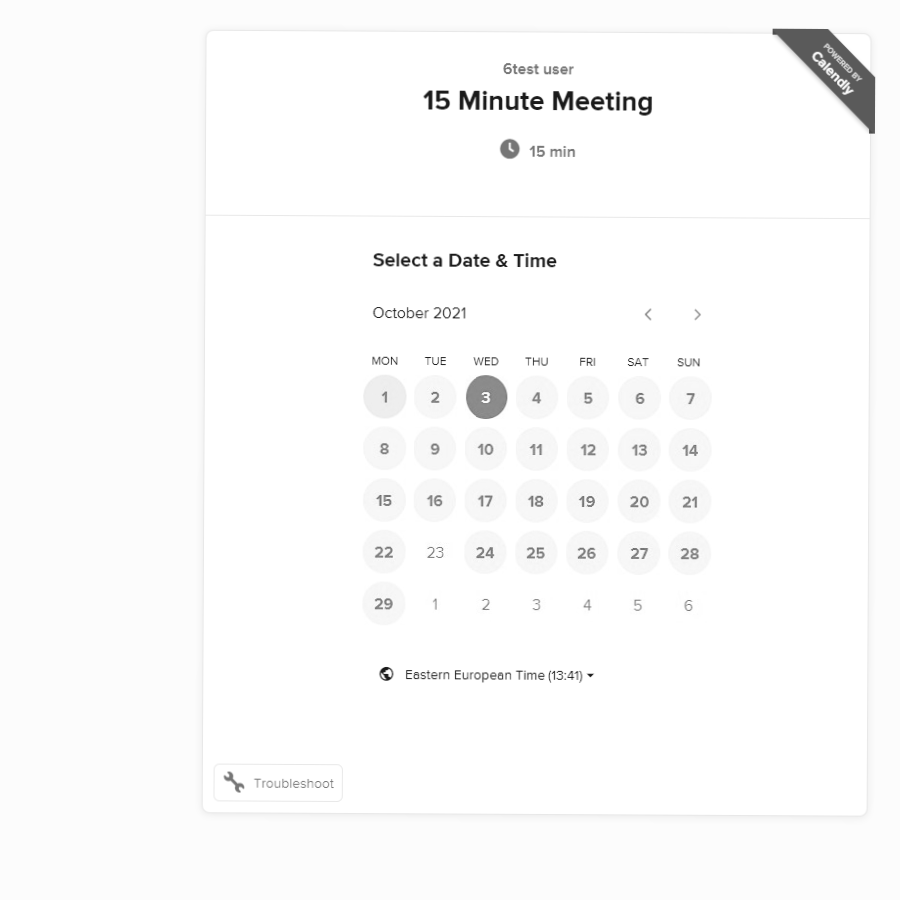 6test user
15 Minute Meeting
15 min
POWERED BY
Calendly
Select a Date & Time
October 2021
MON TUE WED THU FRI SAT SUN
1 2 3 4 5 6 7
8 9 10 11 12 13 14
15 16 17 18 19 20 21
22 23 24 25 26 27 28
29 1 2 3 4 5 6
Eastern European Time (13:41)
Troubleshoot